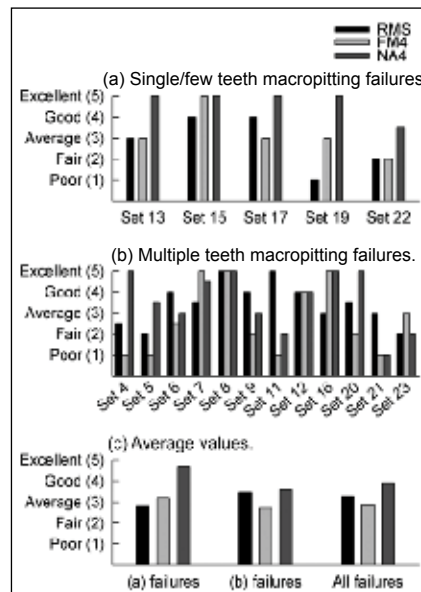 RMS
FM4
NA4
(a) Single/few teeth macropitting failures
Excellent (5)
Good (4)
Average (3)
Fair (2)
Poor (1)
Set 13 Set 15 Set 17 Set 19 Set 22
(b) Multiple teeth macropitting failures.
Excellent (5)
Good (4)
Average (3)
Fair (2)
Poor (1)
Set 4 Set 5 Set 6 Set 7 Set 8 Set 9 Set 11 Set 12 Set 16 Set 20 Set 21 Set 23
(c) Average values.
Excellent (5)
Good (4)
Average (3)
Fair (2)
Poor (1)
(a) failures (b) failures All failures